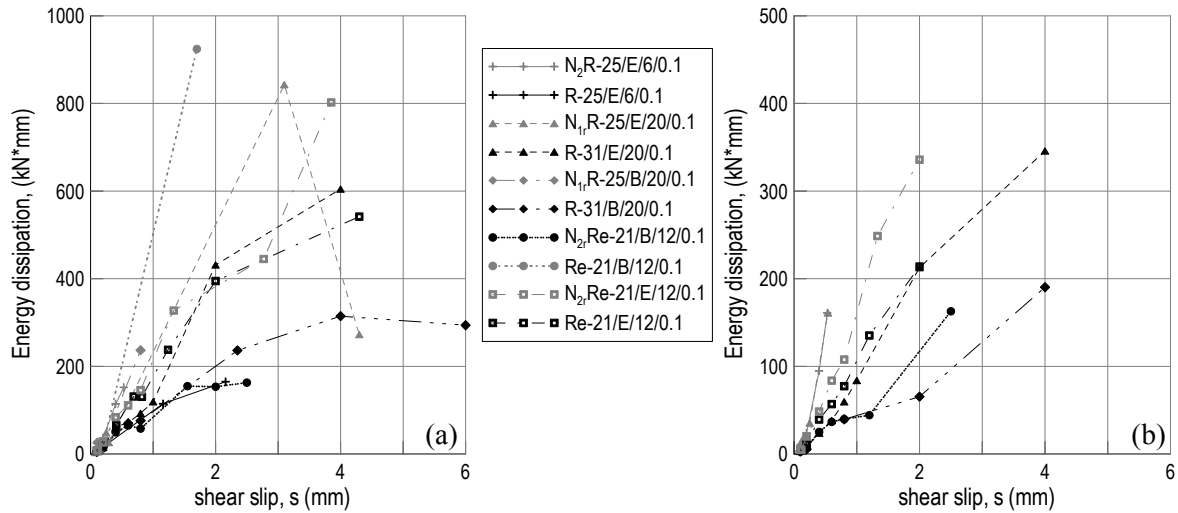 1000
800
600
400
200
0
Energy dissipation, (kN*mm)
0 2 4 6
shear slip, s (mm)
(a)
N₂R-25/E/6/0.1
R-25/E/6/0.1
N₁ᵣR-25/E/20/0.1
R-31/E/20/0.1
N₁ᵣR-25/B/20/0.1
R-31/B/20/0.1
N₂ᵣRe-21/B/12/0.1
Re-21/B/12/0.1
N₂ᵣRe-21/E/12/0.1
Re-21/E/12/0.1
500
400
300
200
100
0
Energy dissipation, (kN*mm)
0 2 4 6
shear slip, s (mm)
(b)